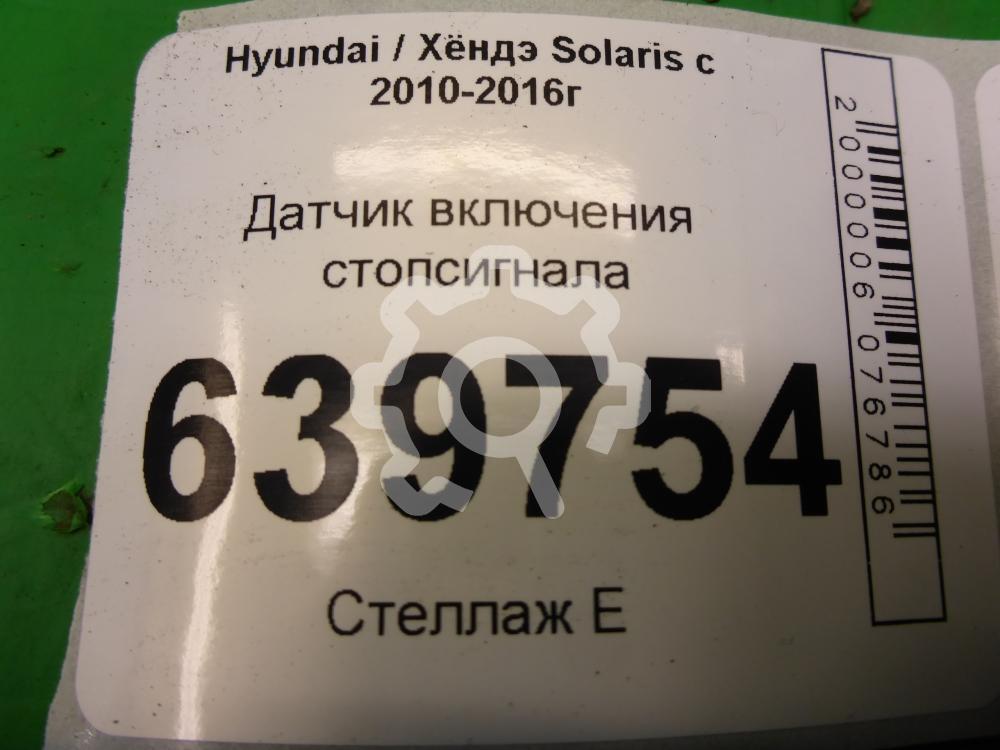 Hyundai / Хёндэ Solaris с
2010-2016г
Датчик включения
стопсигнала
639754
Стеллаж Е
2000006076786